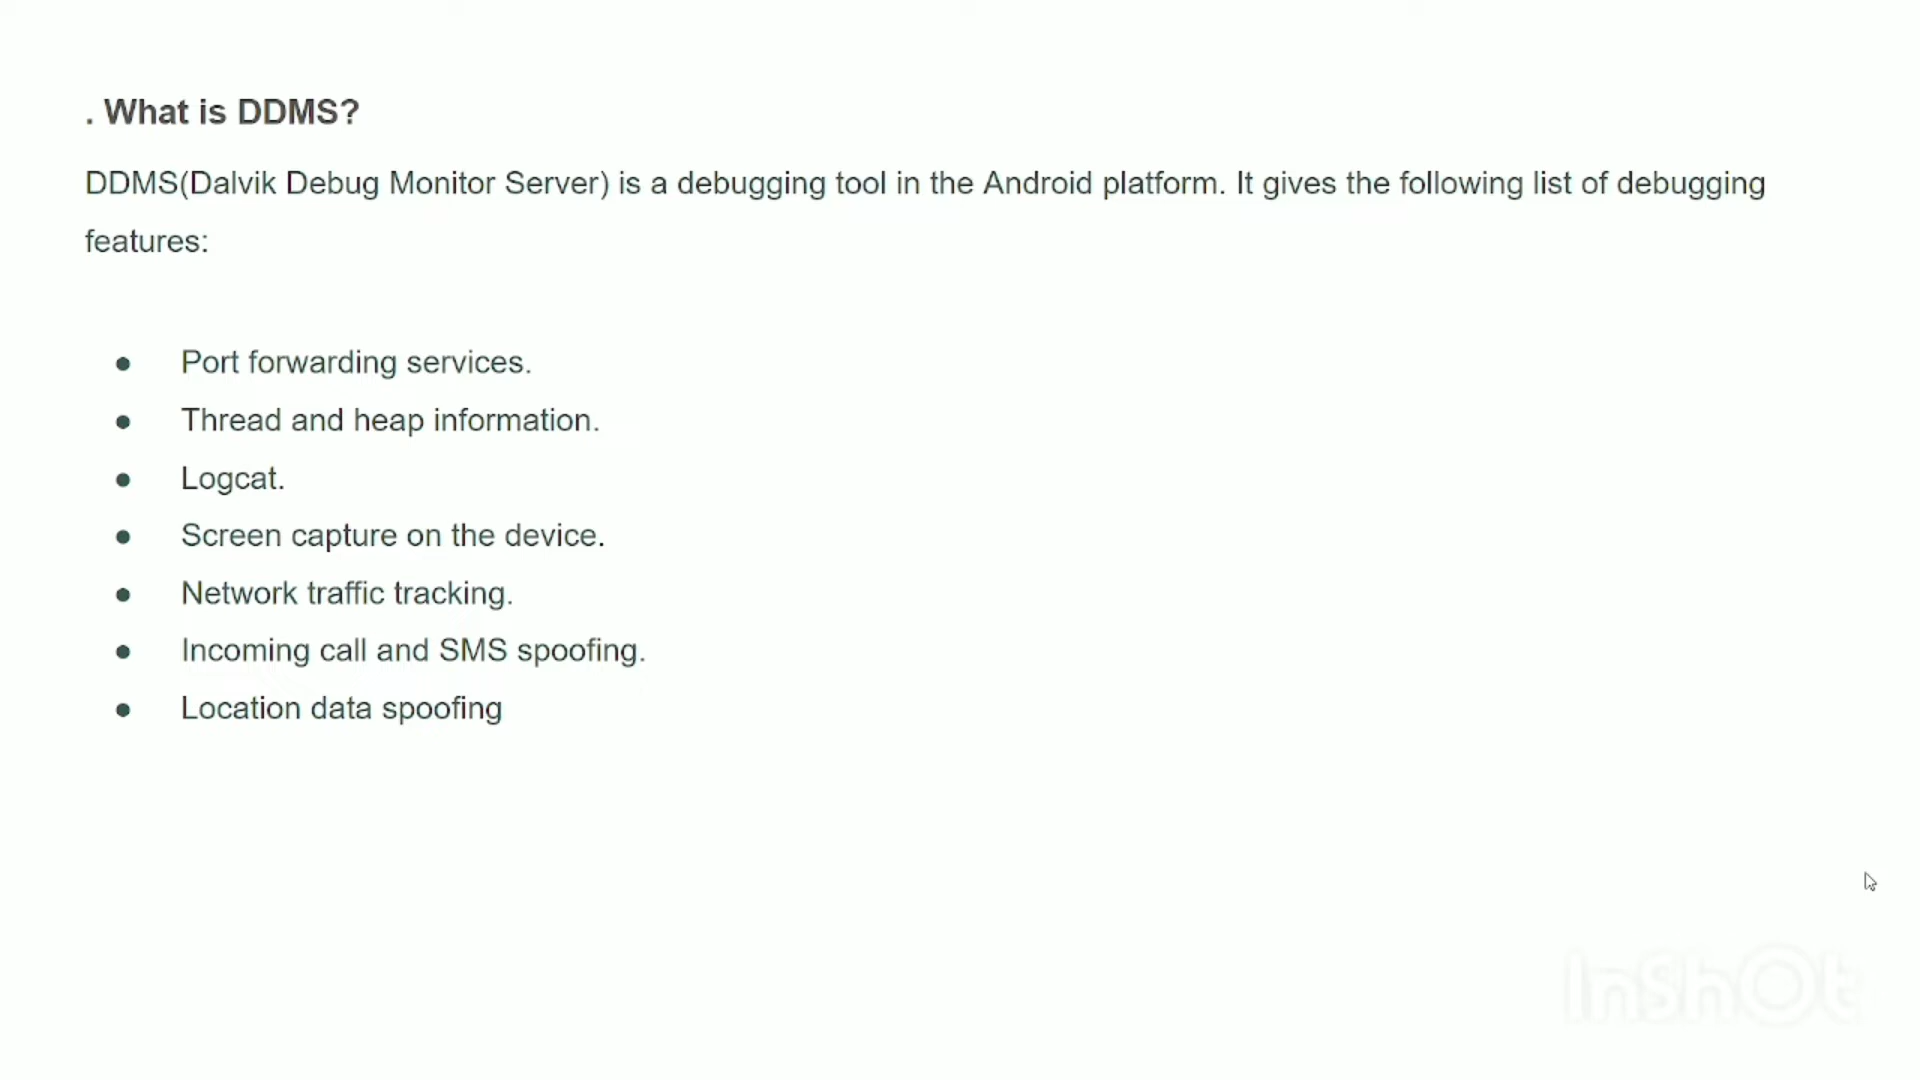 . What is DDMS?
DDMS(Dalvik Debug Monitor Server) is a debugging tool in the Android platform. It gives the following list of debugging
features:
● Port forwarding services.
● Thread and heap information.
● Logcat.
● Screen capture on the device.
● Network traffic tracking.
● Incoming call and SMS spoofing.
● Location data spoofing
InShOt